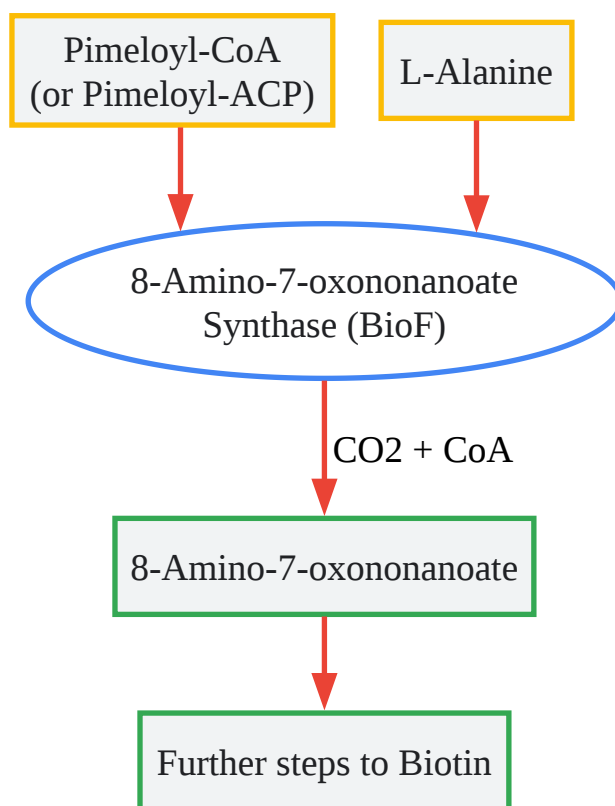 Pimeloyl-CoA
(or Pimeloyl-ACP)
L-Alanine
8-Amino-7-oxononanoate
Synthase (BioF)
CO2 + CoA
8-Amino-7-oxononanoate
Further steps to Biotin